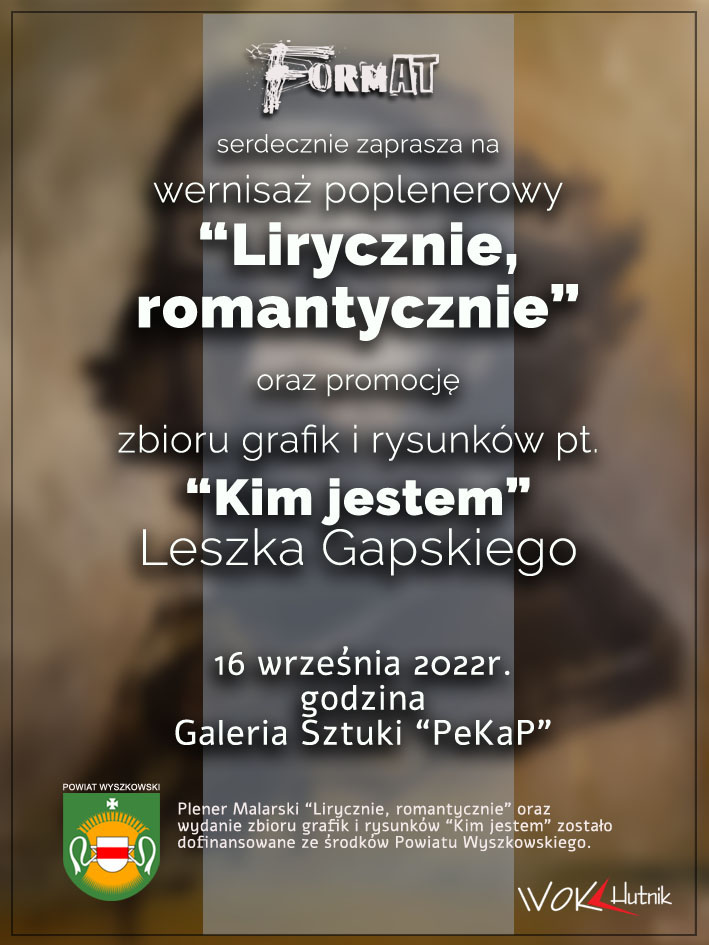 FormAT
serdecznie zaprasza na
wernisaż poplenerowy
“Lirycznie,
romantycznie”
oraz promocję
zbioru grafik i rysunków pt.
“Kim jestem”
Leszka Gapskiego
16 września 2022r.
godzina
Galeria Sztuki “PeKaP”
POWIAT WYSZKOWSKI
Plener Malarski “Lirycznie, romantycznie” oraz
wydanie zbioru grafik i rysunków “Kim jestem” zostało
dofinansowane ze środków Powiatu Wyszkowskiego.
WOK Hutnik